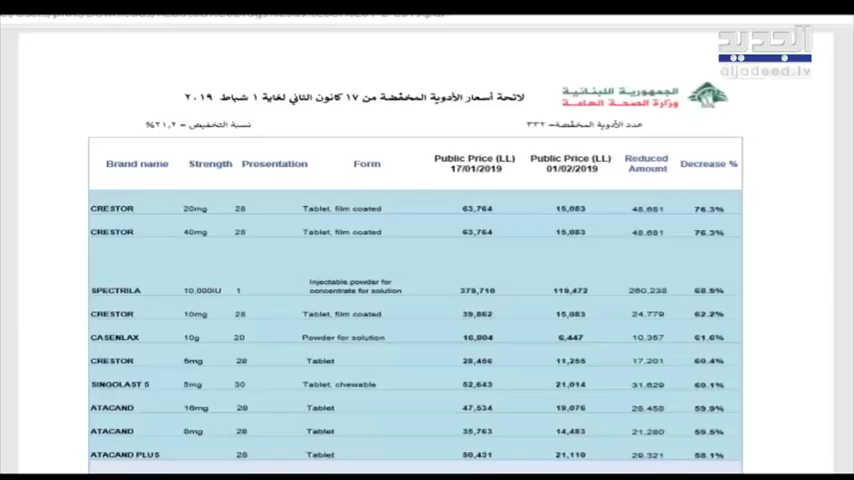 الجديد
aljadeed.tv
الجمهورية اللبنانية
وزارة الصحة العامة
لائحة أسعار الأدوية المخفّضة من ١٧ كانون الثاني لغاية ١ شباط ٢٠١٩
عدد الأدوية المخفّضة= ٣٣٢
نسبة التخفيض = ٢١,٢%
Brand name Strength Presentation Form Public Price (LL) 17/01/2019 Public Price (LL) 01/02/2019 Reduced Amount Decrease %
CRESTOR 20mg 28 Tablet, film coated 63,764 15,083 48,681 76.3%
CRESTOR 40mg 28 Tablet, film coated 63,764 15,083 48,681 76.3%
SPECTRILA 10,000IU 1 Injectable powder for concentrate for solution 379,710 119,472 260,238 68.5%
CRESTOR 10mg 28 Tablet, film coated 39,862 15,083 24,779 62.2%
CASENLAX 10g 20 Powder for solution 16,804 6,447 10,357 61.6%
CRESTOR 5mg 28 Tablet 28,456 11,255 17,201 60.4%
SINGOLAST 5 5mg 30 Tablet, chewable 52,643 21,014 31,629 60.1%
ATACAND 16mg 28 Tablet 47,534 19,076 28,458 59.9%
ATACAND 8mg 28 Tablet 35,763 14,483 21,280 59.5%
ATACAND PLUS 28 Tablet 50,431 21,110 29,321 58.1%